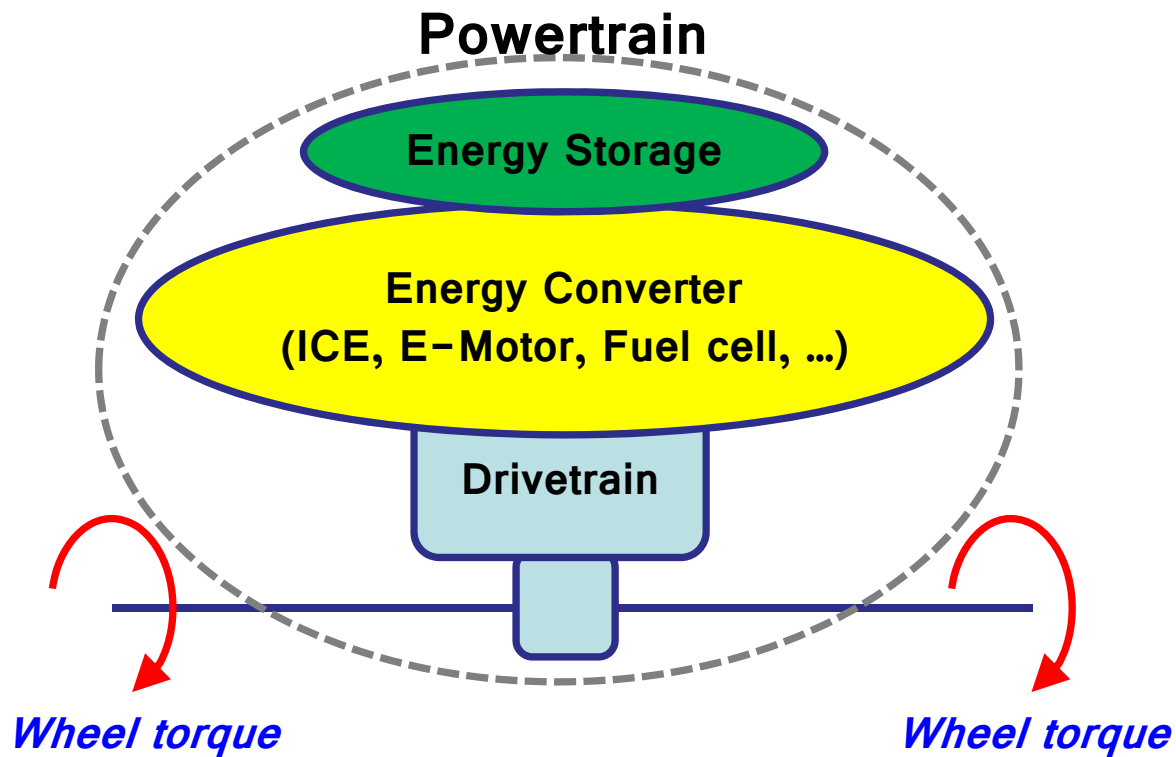 Powertrain
Energy Storage
Energy Converter
(ICE, E-Motor, Fuel cell, ...)
Drivetrain
Wheel torque
Wheel torque